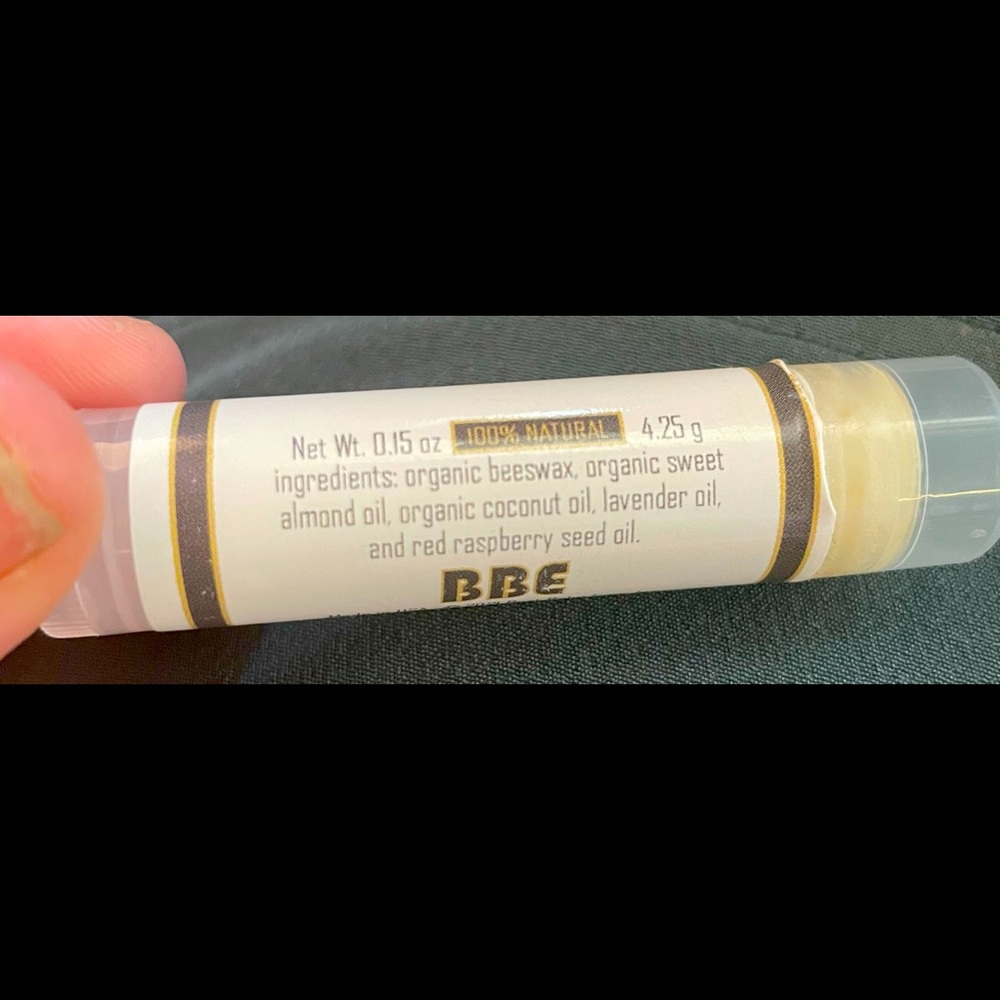 Net Wt. 0.15 oz 100% NATURAL 4.25 g
ingredients: organic beeswax, organic sweet
almond oil, organic coconut oil, lavender oil,
and red raspberry seed oil.
BBE